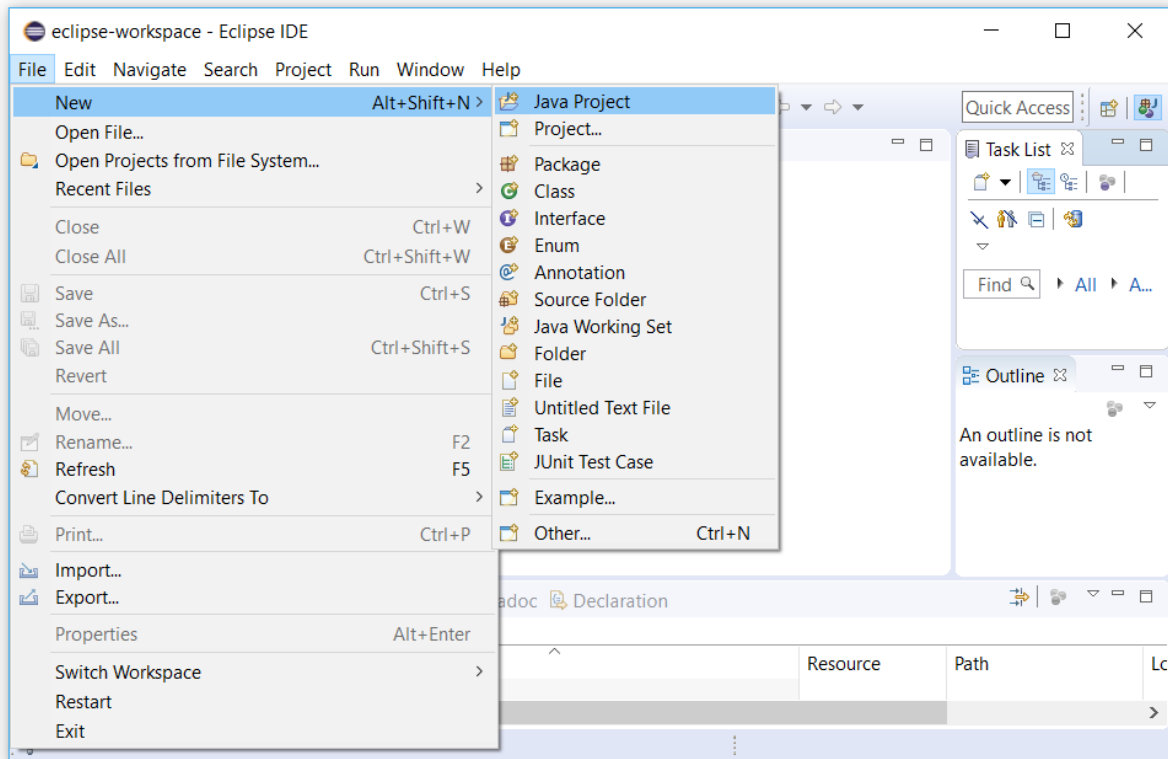 eclipse-workspace - Eclipse IDE
File Edit Navigate Search Project Run Window Help
New Alt+Shift+N >
Open File...
Open Projects from File System...
Recent Files >
Close Ctrl+W
Close All Ctrl+Shift+W
Save Ctrl+S
Save As...
Save All Ctrl+Shift+S
Revert
Move...
Rename... F2
Refresh F5
Convert Line Delimiters To >
Print... Ctrl+P
Import...
Export...
Properties Alt+Enter
Switch Workspace >
Restart
Exit
Java Project
Project...
Package
Class
Interface
Enum
Annotation
Source Folder
Java Working Set
Folder
File
Untitled Text File
Task
JUnit Test Case
Example...
Other... Ctrl+N
Quick Access
Task List
Find All A...
Outline
An outline is not
available.
adoc Declaration
Resource Path Lo